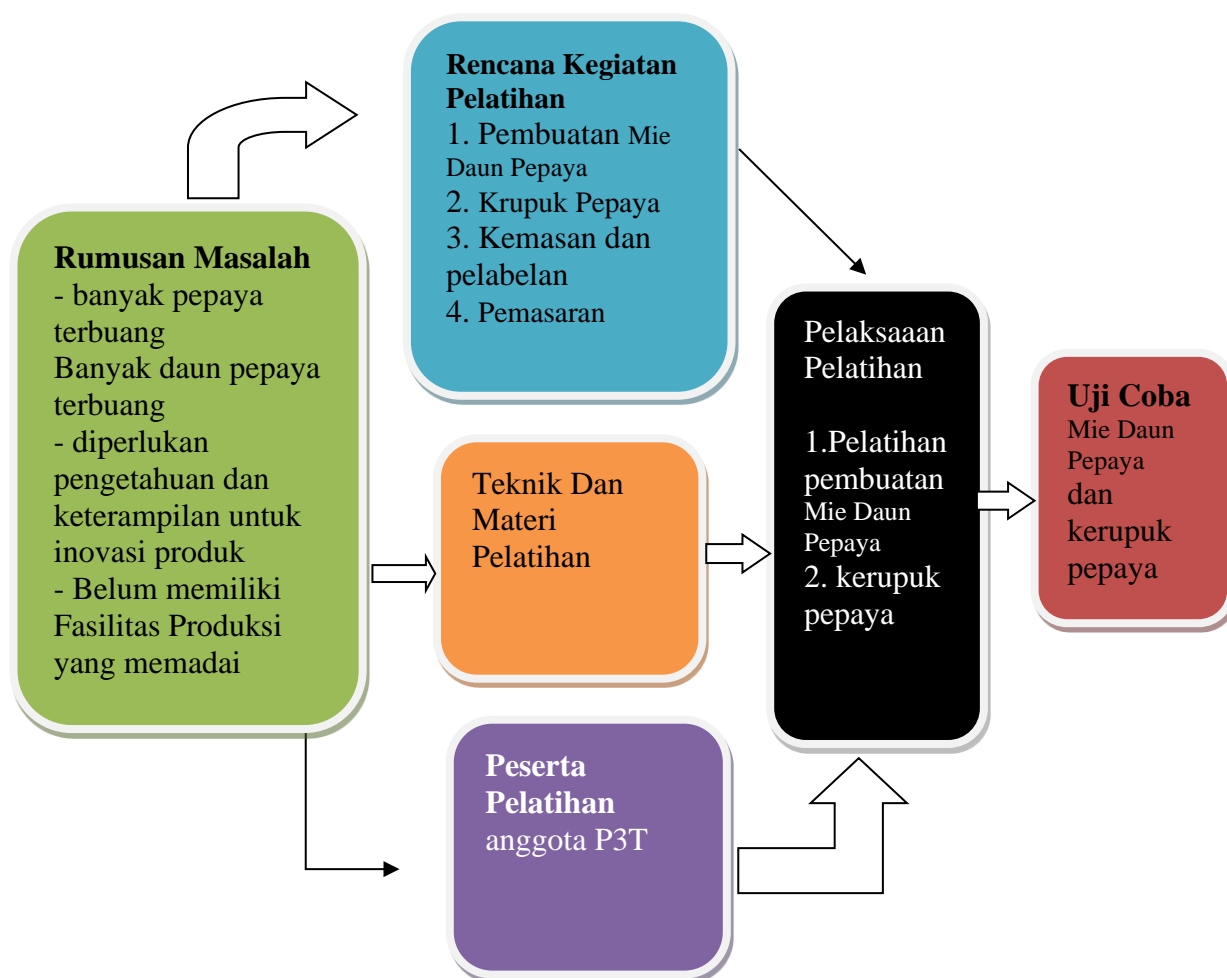 Rumusan Masalah
- banyak pepaya
terbuang
Banyak daun pepaya
terbuang
- diperlukan
pengetahuan dan
keterampilan untuk
inovasi produk
- Belum memiliki
Fasilitas Produksi
yang memadai
Rencana Kegiatan
Pelatihan
1. Pembuatan Mie
Daun Pepaya
2. Krupuk Pepaya
3. Kemasan dan
pelabelan
4. Pemasaran
Teknik Dan
Materi
Pelatihan
Peserta
Pelatihan
anggota P3T
Pelaksaaan
Pelatihan
1.Pelatihan
pembuatan
Mie Daun
Pepaya
2. kerupuk
pepaya
Uji Coba
Mie Daun
Pepaya
dan
kerupuk
pepaya